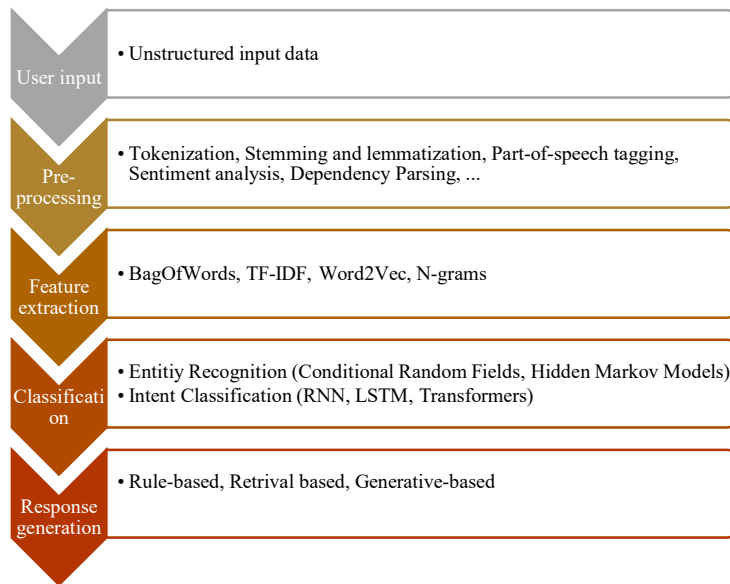 User input
• Unstructured input data
Pre-
processing
• Tokenization, Stemming and lemmatization, Part-of-speech tagging,
Sentiment analysis, Dependency Parsing, ...
Feature
extraction
• BagOfWords, TF-IDF, Word2Vec, N-grams
Classificati
on
• Entitiy Recognition (Conditional Random Fields, Hidden Markov Models)
• Intent Classification (RNN, LSTM, Transformers)
Response
generation
• Rule-based, Retrival based, Generative-based